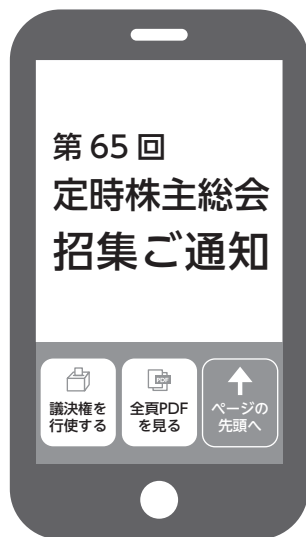 第65回
定時株主総会
招集ご通知
PDF
議決権を
行使する
全頁PDF
を見る
ページの
先頭へ